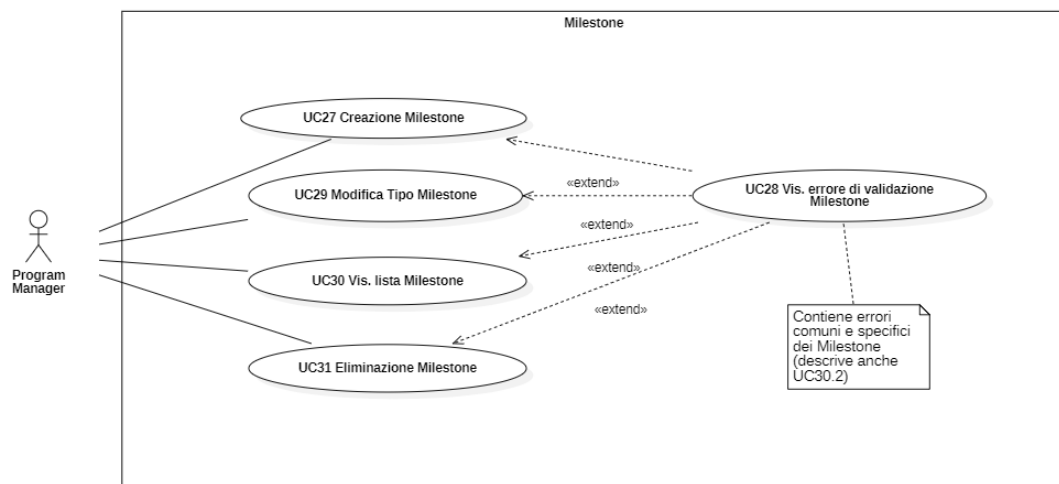 Milestone
UC27 Creazione Milestone
UC29 Modifica Tipo Milestone
«extend»
UC28 Vis. errore di validazione
Milestone
«extend»
Program
Manager
UC30 Vis. lista Milestone
«extend»
«extend»
Contiene errori
comuni e specifici
dei Milestone
(descrive anche
UC30.2)
UC31 Eliminazione Milestone